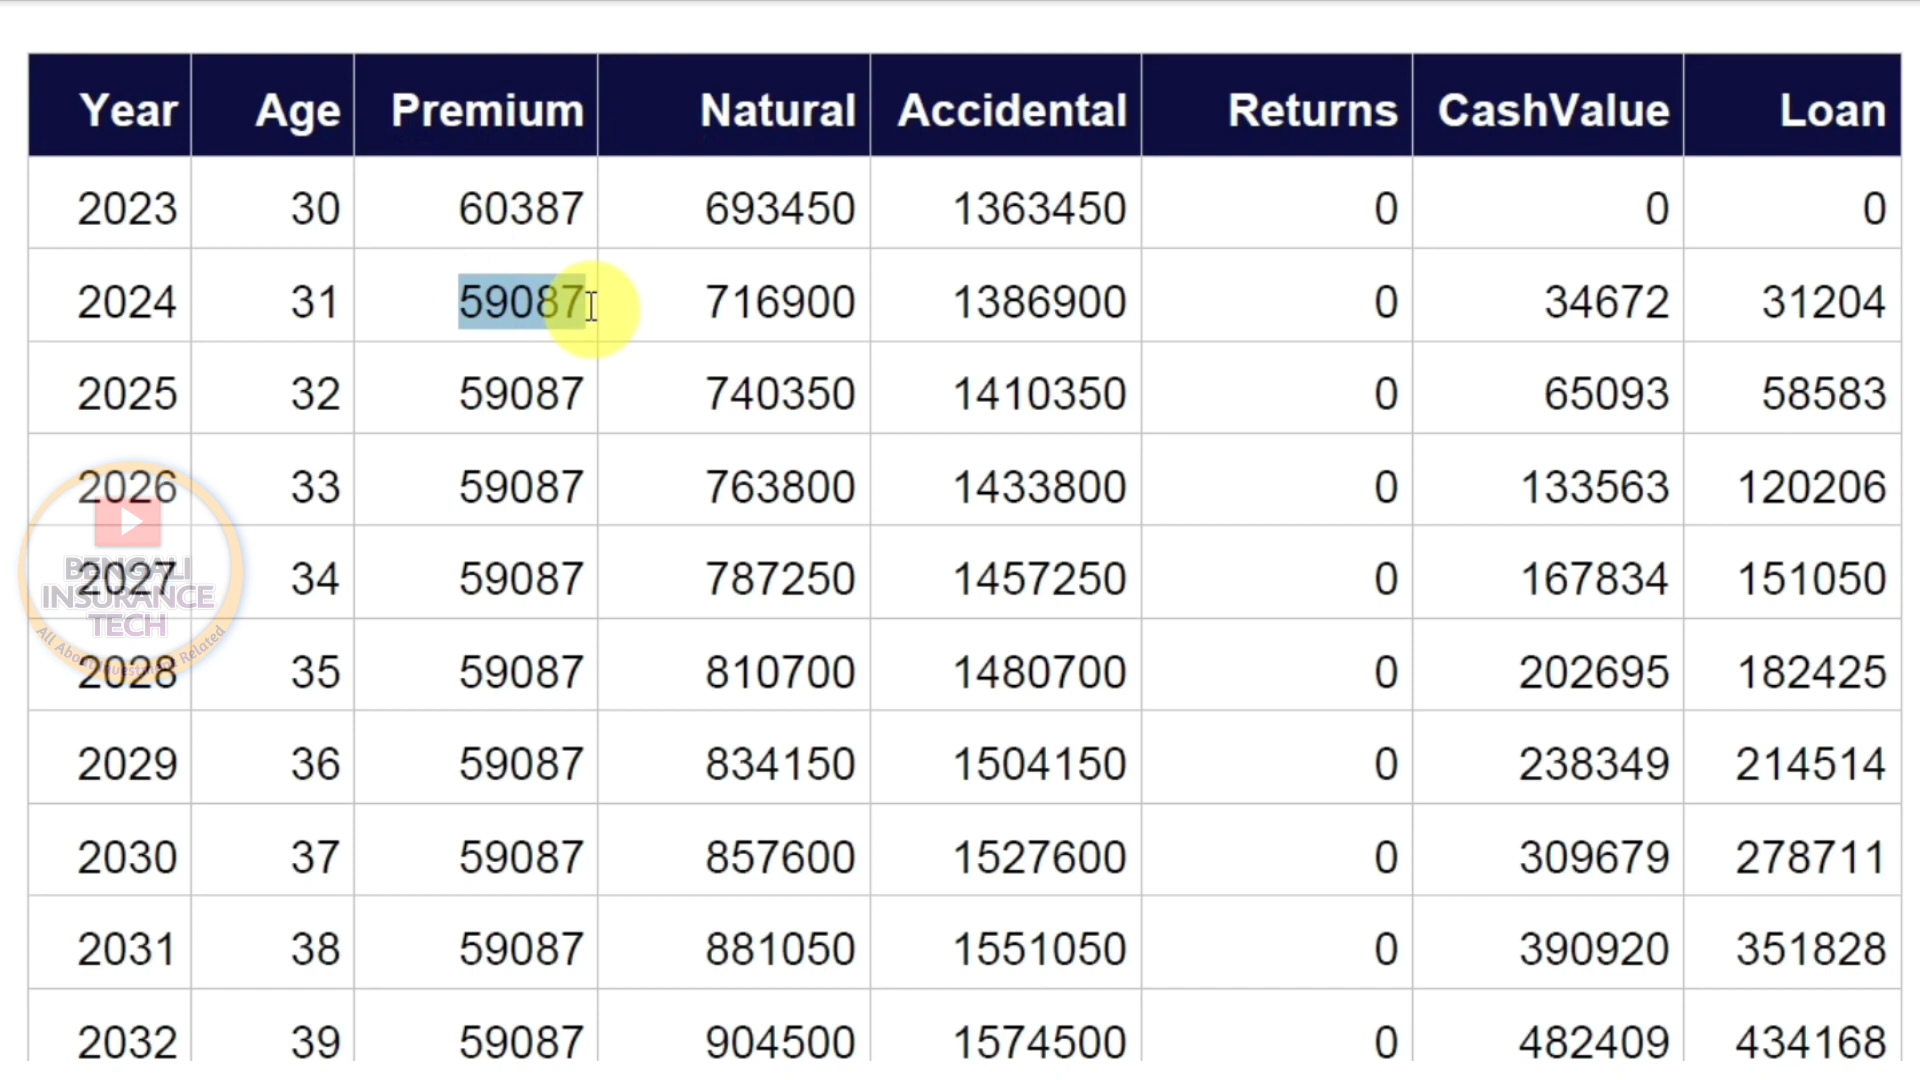 Year Age Premium Natural Accidental Returns CashValue Loan
2023 30 60387 693450 1363450 0 0 0
2024 31 59087 716900 1386900 0 34672 31204
2025 32 59087 740350 1410350 0 65093 58583
2026 33 59087 763800 1433800 0 133563 120206
2027 34 59087 787250 1457250 0 167834 151050
2028 35 59087 810700 1480700 0 202695 182425
2029 36 59087 834150 1504150 0 238349 214514
2030 37 59087 857600 1527600 0 309679 278711
2031 38 59087 881050 1551050 0 390920 351828
2032 39 59087 904500 1574500 0 482409 434168
BENGALI
INSURANCE
TECH
All About Investment Related